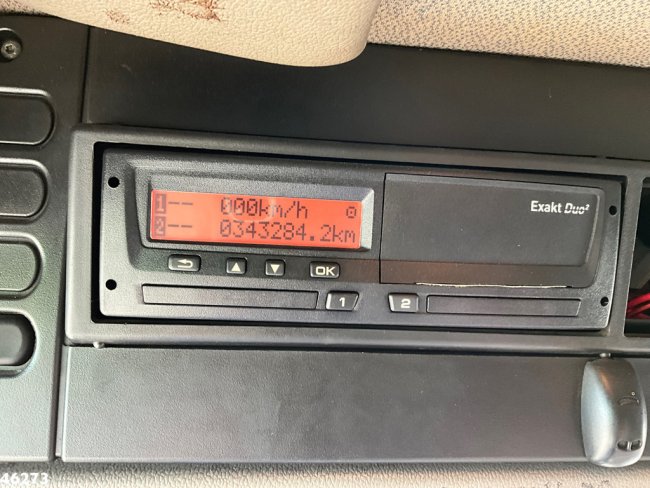 1-- 000km/h
2-- 0343284.2km
Exakt Duo²
OK
1
2
46273